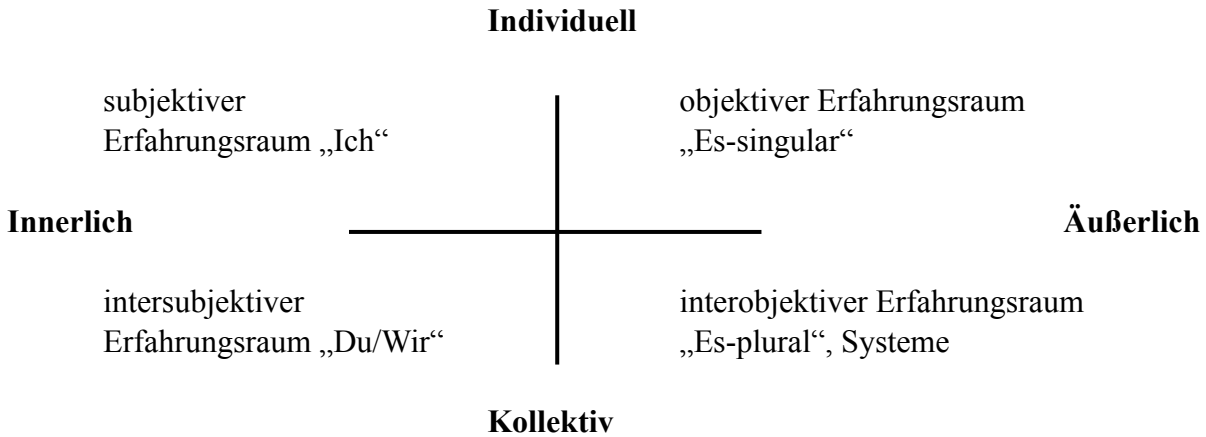 Individuell
subjektiver
Erfahrungsraum „Ich“
objektiver Erfahrungsraum
„Es-singular“
Innerlich
Äußerlich
intersubjektiver
Erfahrungsraum „Du/Wir“
interobjektiver Erfahrungsraum
„Es-plural“, Systeme
Kollektiv